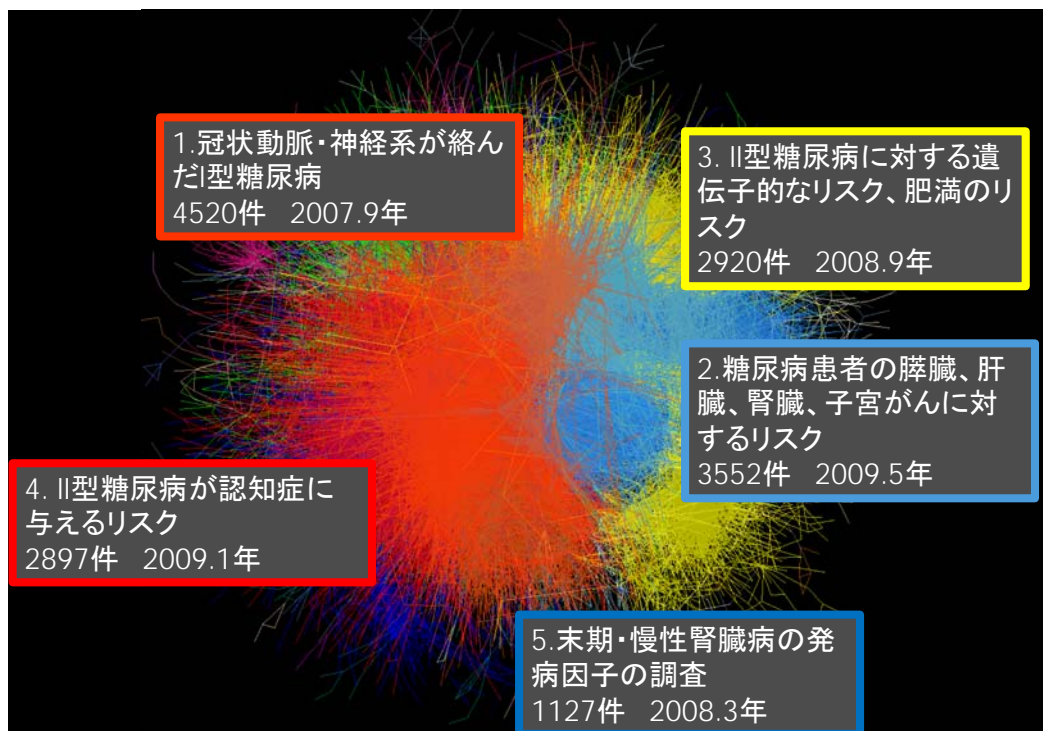 1.冠状動脈・神経系が絡ん
だI型糖尿病
4520件 2007.9年
3. II型糖尿病に対する遺
伝子的なリスク、肥満のリ
スク
2920件 2008.9年
2.糖尿病患者の膵臓、肝
臓、腎臓、子宮がんに対
するリスク
3552件 2009.5年
4. II型糖尿病が認知症に
与えるリスク
2897件 2009.1年
5.末期・慢性腎臓病の発
病因子の調査
1127件 2008.3年